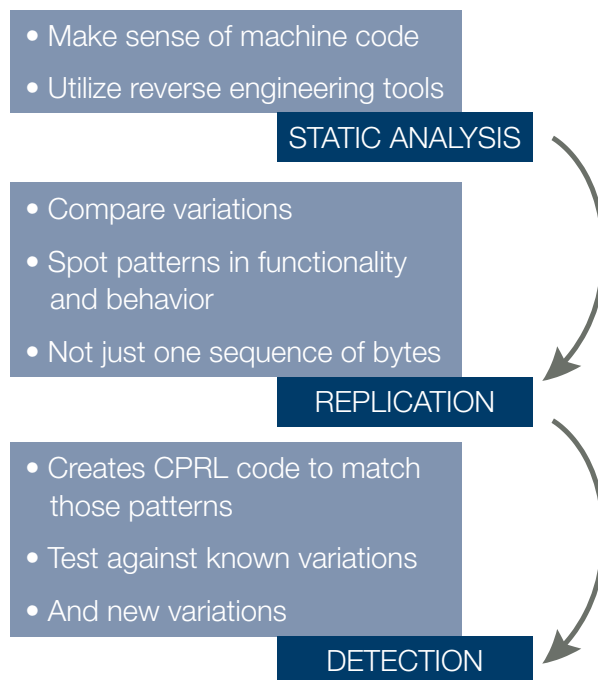 • Make sense of machine code
• Utilize reverse engineering tools
STATIC ANALYSIS
• Compare variations
• Spot patterns in functionality
and behavior
• Not just one sequence of bytes
REPLICATION
• Creates CPRL code to match
those patterns
• Test against known variations
• And new variations
DETECTION